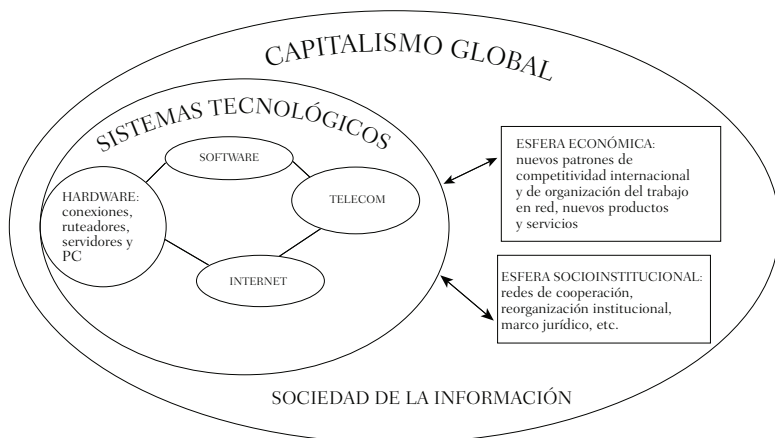 CAPITALISMO GLOBAL
SISTEMAS TECNOLÓGICOS
SOFTWARE
HARDWARE:
conexiones,
ruteadores,
servidores y
PC
TELECOM
INTERNET
ESFERA ECONÓMICA:
nuevos patrones de
competitividad internacional
y de organización del trabajo
en red, nuevos productos
y servicios
ESFERA SOCIOINSTITUCIONAL:
redes de cooperación,
reorganización institucional,
marco jurídico, etc.
SOCIEDAD DE LA INFORMACIÓN